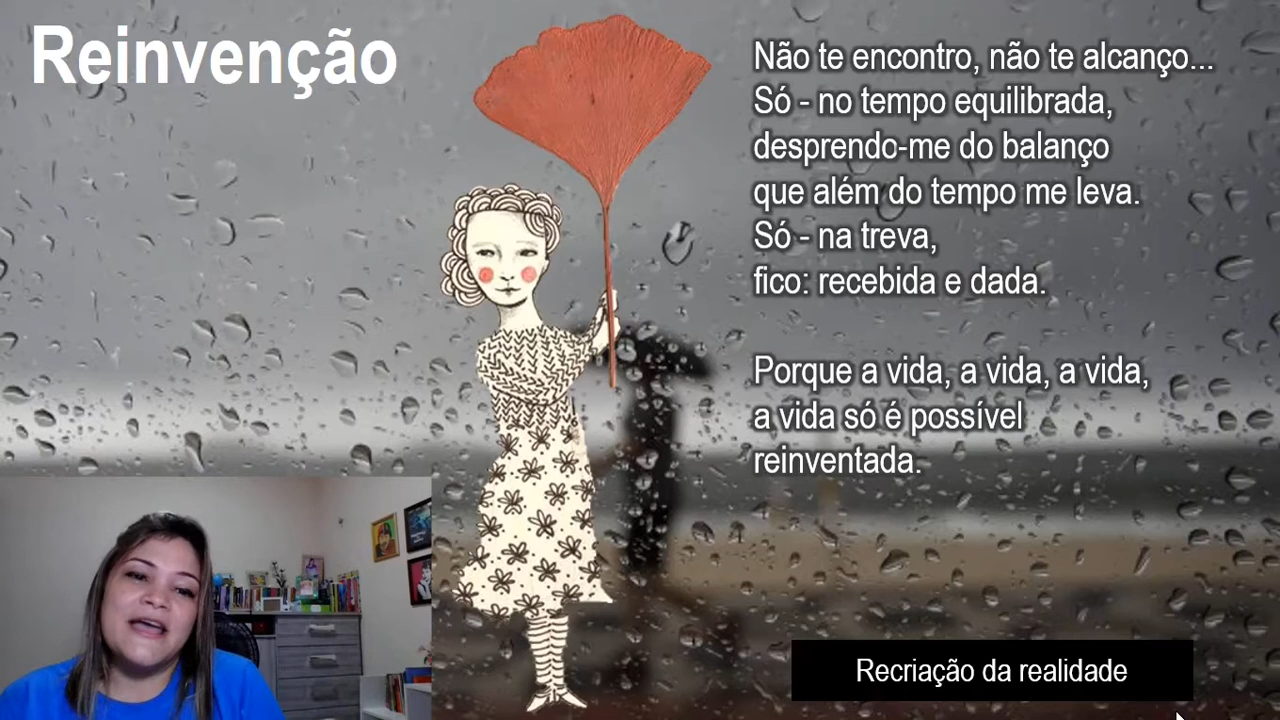 Reinvenção
Não te encontro, não te alcanço...
Só - no tempo equilibrada,
desprendo-me do balanço
que além do tempo me leva.
Só - na treva,
fico: recebida e dada.
Porque a vida, a vida, a vida,
a vida só é possível
reinventada.
Recriação da realidade